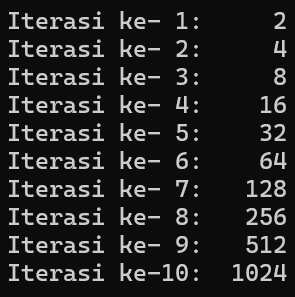 Iterasi ke- 1:    2
Iterasi ke- 2:    4
Iterasi ke- 3:    8
Iterasi ke- 4:   16
Iterasi ke- 5:   32
Iterasi ke- 6:   64
Iterasi ke- 7:  128
Iterasi ke- 8:  256
Iterasi ke- 9:  512
Iterasi ke-10: 1024